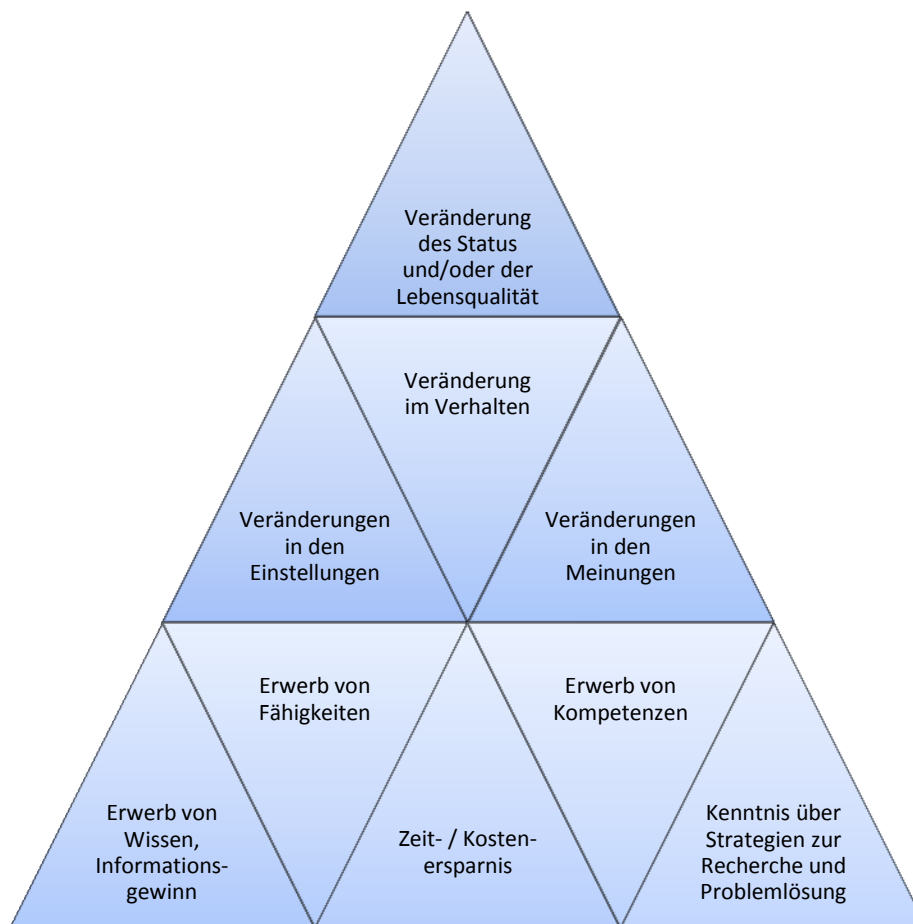 Veränderung
des Status
und/oder der
Lebensqualität
Veränderung
im Verhalten
Veränderungen
in den
Einstellungen
Veränderungen
in den
Meinungen
Erwerb von
Fähigkeiten
Erwerb von
Kompetenzen
Erwerb von
Wissen,
Informations-
gewinn
Zeit- / Kosten-
ersparnis
Kenntnis über
Strategien zur
Recherche und
Problemlösung